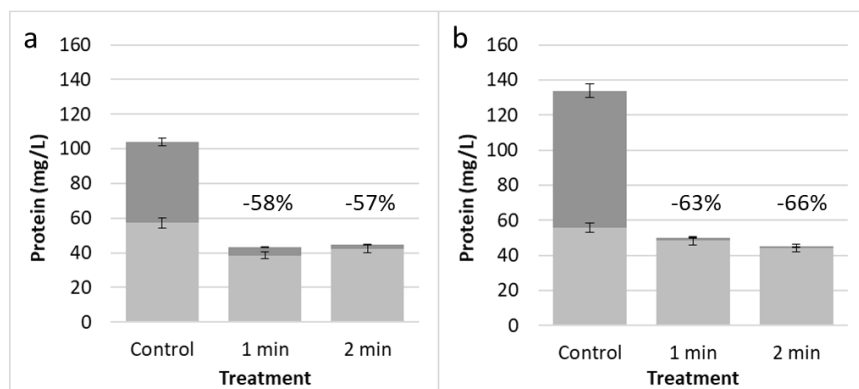 a
160
140
120
100
80
60
40
20
0
Protein (mg/L)
-58% -57%
Control 1 min 2 min
Treatment
b
160
140
120
100
80
60
40
20
0
Protein (mg/L)
-63% -66%
Control 1 min 2 min
Treatment